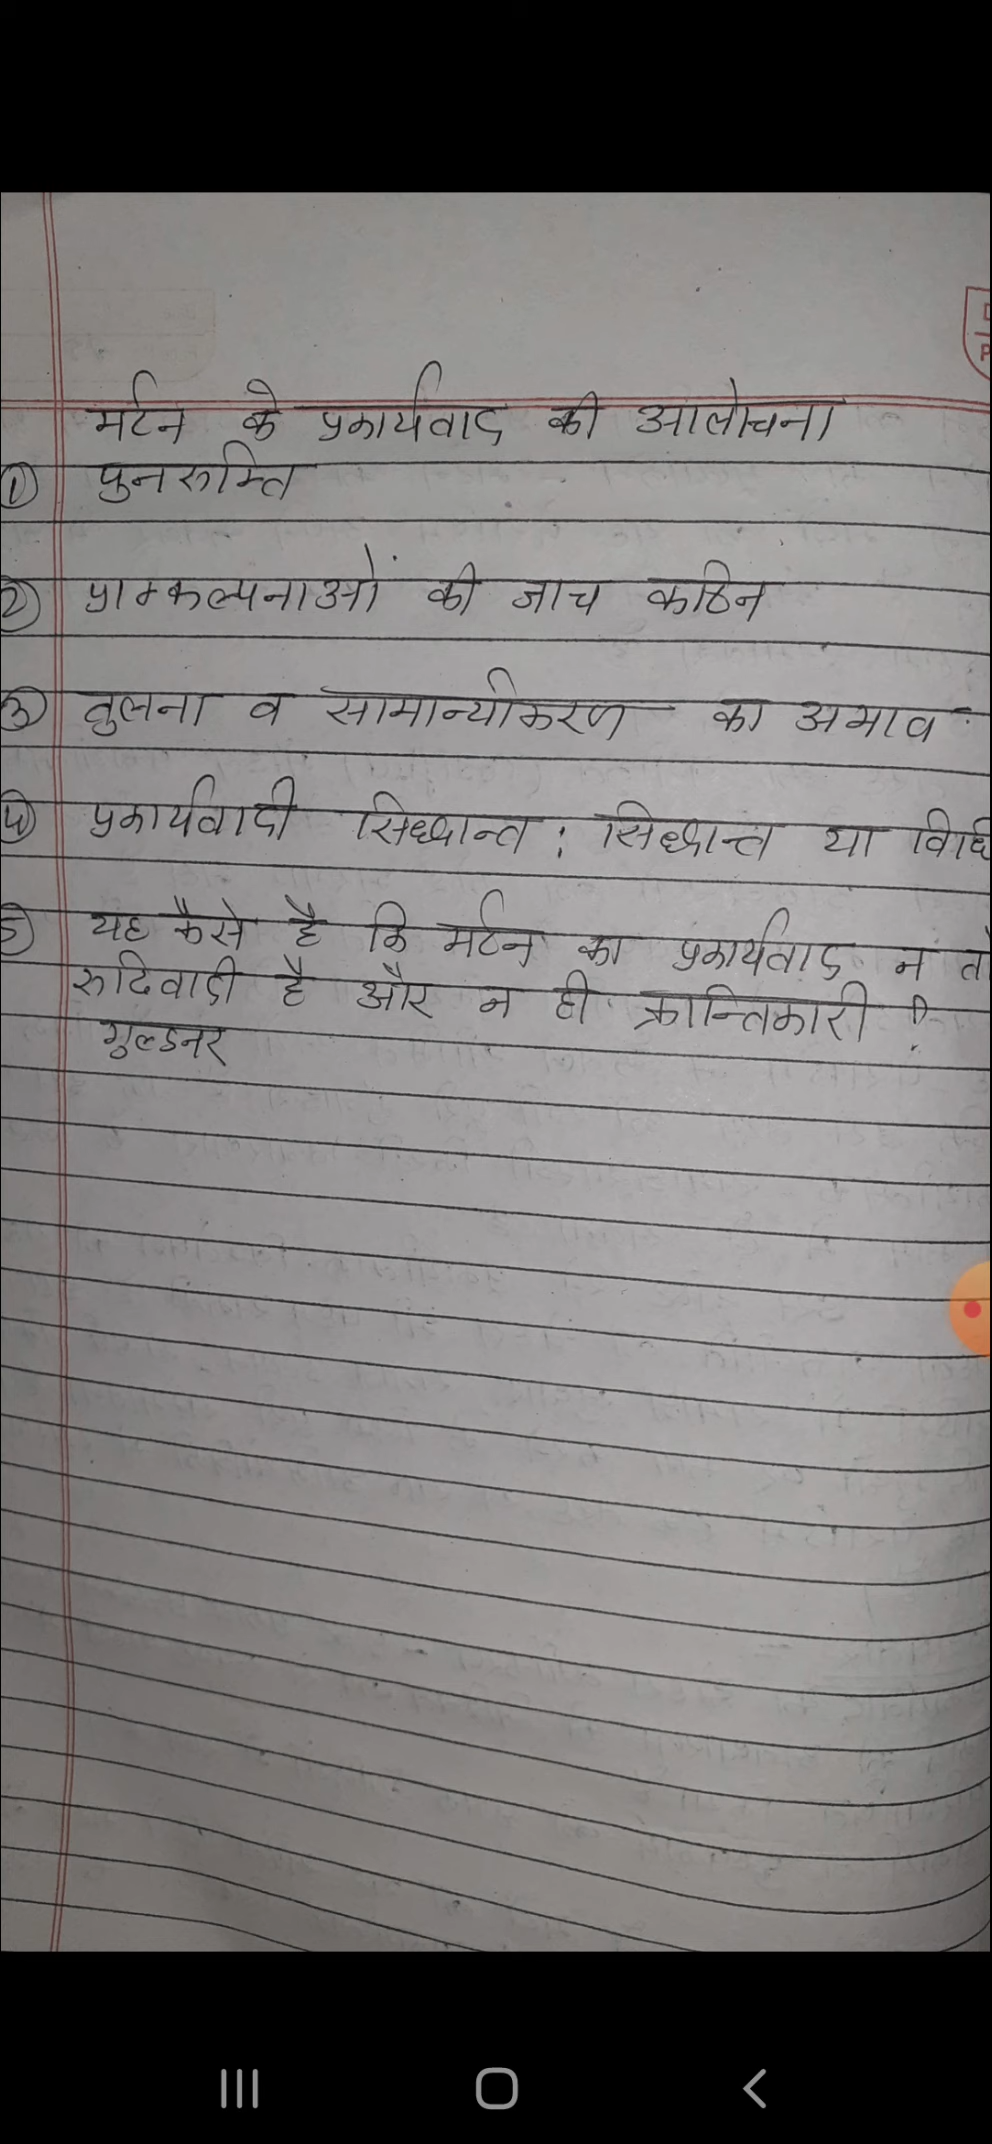 मर्टन के प्रकार्यवाद की आलोचना
① पुनरूक्ति
② प्राक्कल्पनाओं की जाच कठिन
③ तुलना व सामान्यीकरण का अभाव
④ प्रकार्यवादी सिध्धान्त : सिध्धान्त या विधि
⑤ यह कैसे है कि मर्टन का प्रकार्यवाद न तो
रुढिवादी है और न ही क्रान्तिकारी ?
गुल्डनर